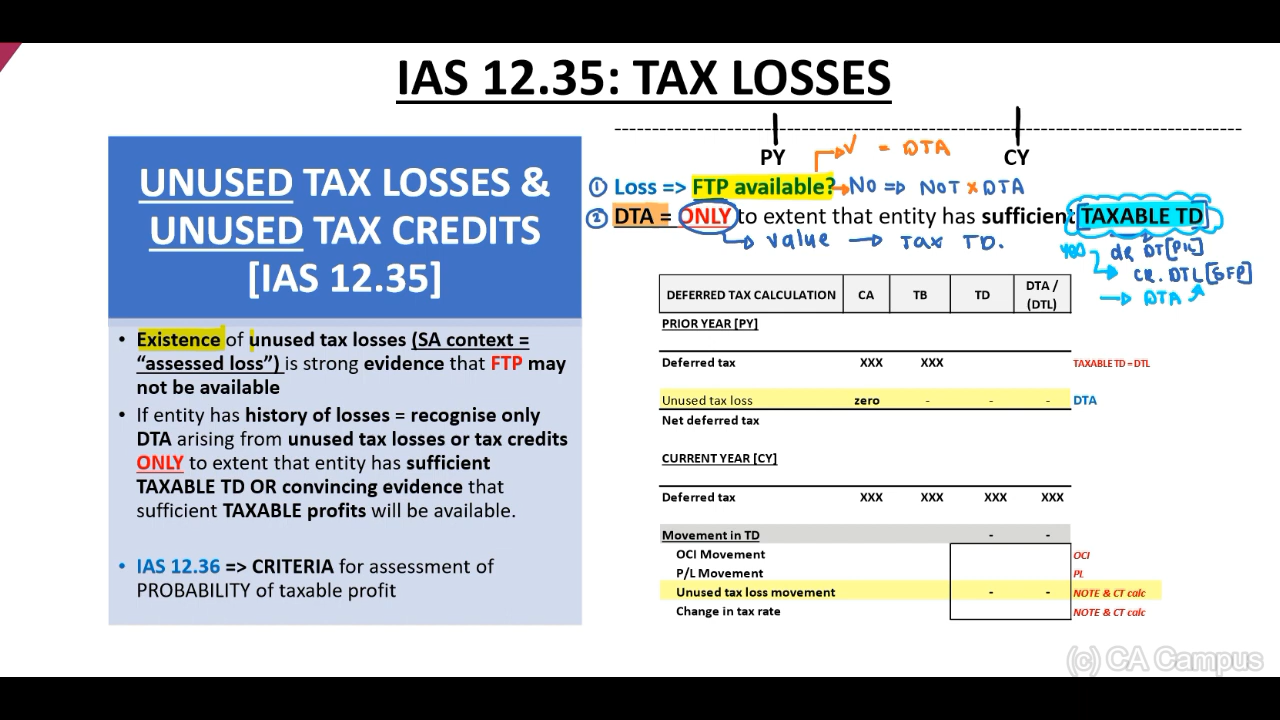 IAS 12.35: TAX LOSSES
UNUSED TAX LOSSES &
UNUSED TAX CREDITS
[IAS 12.35]
• Existence of unused tax losses (SA context =
“assessed loss”) is strong evidence that FTP may
not be available
• If entity has history of losses = recognise only
DTA arising from unused tax losses or tax credits
ONLY to extent that entity has sufficient
TAXABLE TD OR convincing evidence that
sufficient TAXABLE profits will be available.
• IAS 12.36 => CRITERIA for assessment of
PROBABILITY of taxable profit
PY CY
√ = DTA
① Loss => FTP available? → NO => NOT × DTA
② DTA = ONLY to extent that entity has sufficient [TAXABLE TD]
→ value → Tax TD.
dr DT[P/L]
cr. DTL[SFP]
→ DTA
DEFERRED TAX CALCULATION CA TB TD DTA / (DTL)
PRIOR YEAR [PY]
Deferred tax XXX XXX TAXABLE TD = DTL
Unused tax loss zero - - - DTA
Net deferred tax
CURRENT YEAR [CY]
Deferred tax XXX XXX XXX XXX
Movement in TD - -
OCI Movement OCI
P/L Movement PL
Unused tax loss movement - - NOTE & CT calc
Change in tax rate NOTE & CT calc
(c) CA Campus